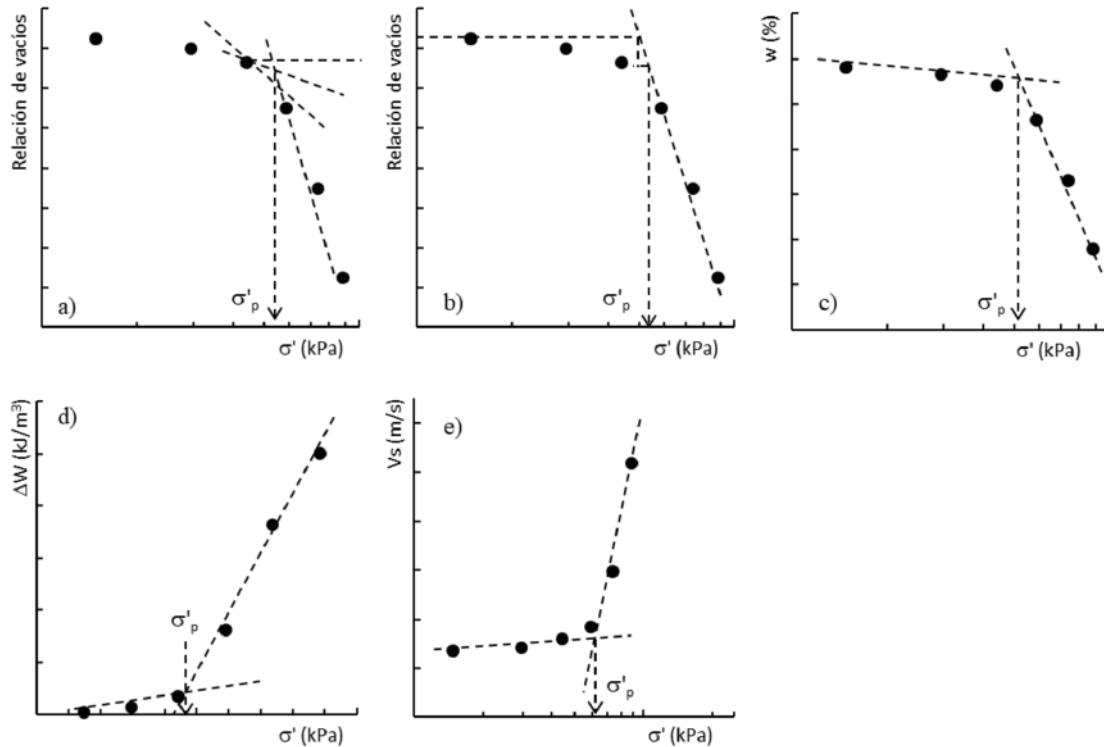 Relación de vacíos
a)
σ'p
σ' (kPa)
Relación de vacíos
b)
σ'p
σ' (kPa)
w (%)
c)
σ'p
σ' (kPa)
ΔW (kJ/m³)
d)
σ'p
σ' (kPa)
Vs (m/s)
e)
σ'p
σ' (kPa)